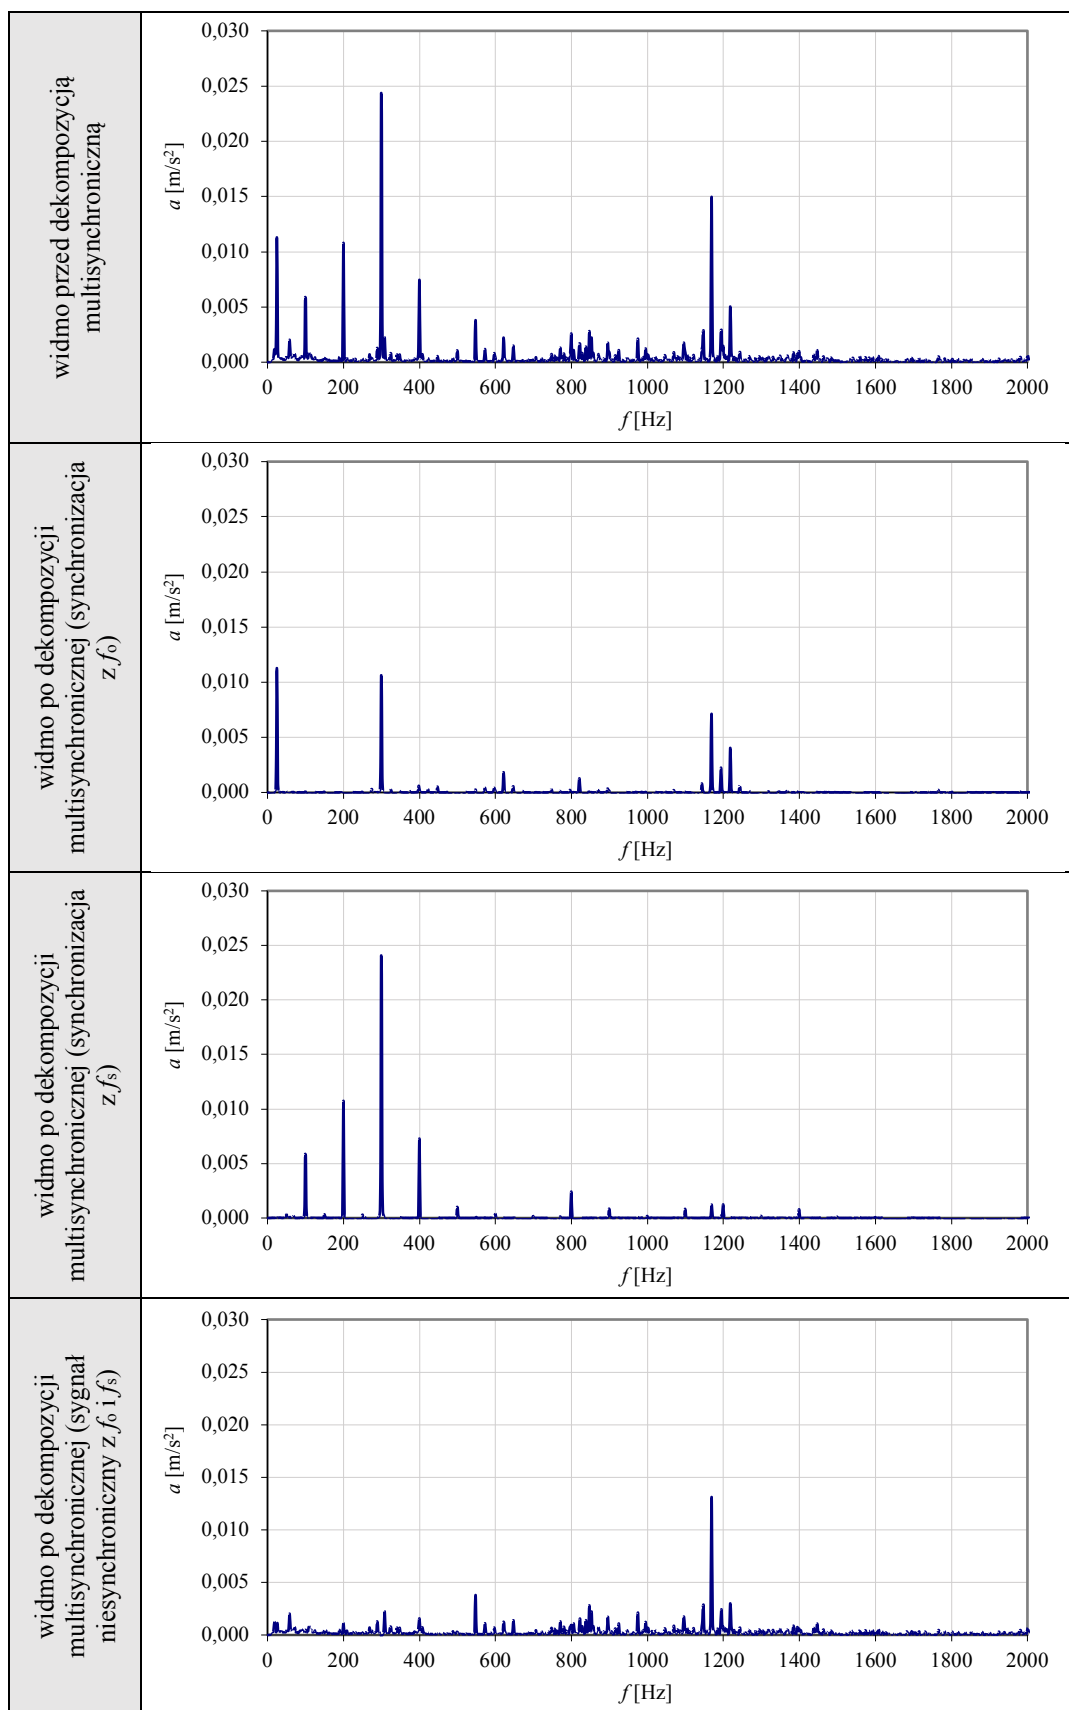 widmo przed dekompozycją
multisynchroniczną
0,030
0,025
0,020
0,015
0,010
0,005
0,000
a [m/s²]
0 200 400 600 800 1000 1200 1400 1600 1800 2000
f [Hz]
widmo po dekompozycji
multisynchronicznej (synchronizacja
z fo)
0,030
0,025
0,020
0,015
0,010
0,005
0,000
a [m/s²]
0 200 400 600 800 1000 1200 1400 1600 1800 2000
f [Hz]
widmo po dekompozycji
multisynchronicznej (synchronizacja
z fs)
0,030
0,025
0,020
0,015
0,010
0,005
0,000
a [m/s²]
0 200 400 600 800 1000 1200 1400 1600 1800 2000
f [Hz]
widmo po dekompozycji
multisynchronicznej (sygnał
niesynchroniczny z fo i fs)
0,030
0,025
0,020
0,015
0,010
0,005
0,000
a [m/s²]
0 200 400 600 800 1000 1200 1400 1600 1800 2000
f [Hz]